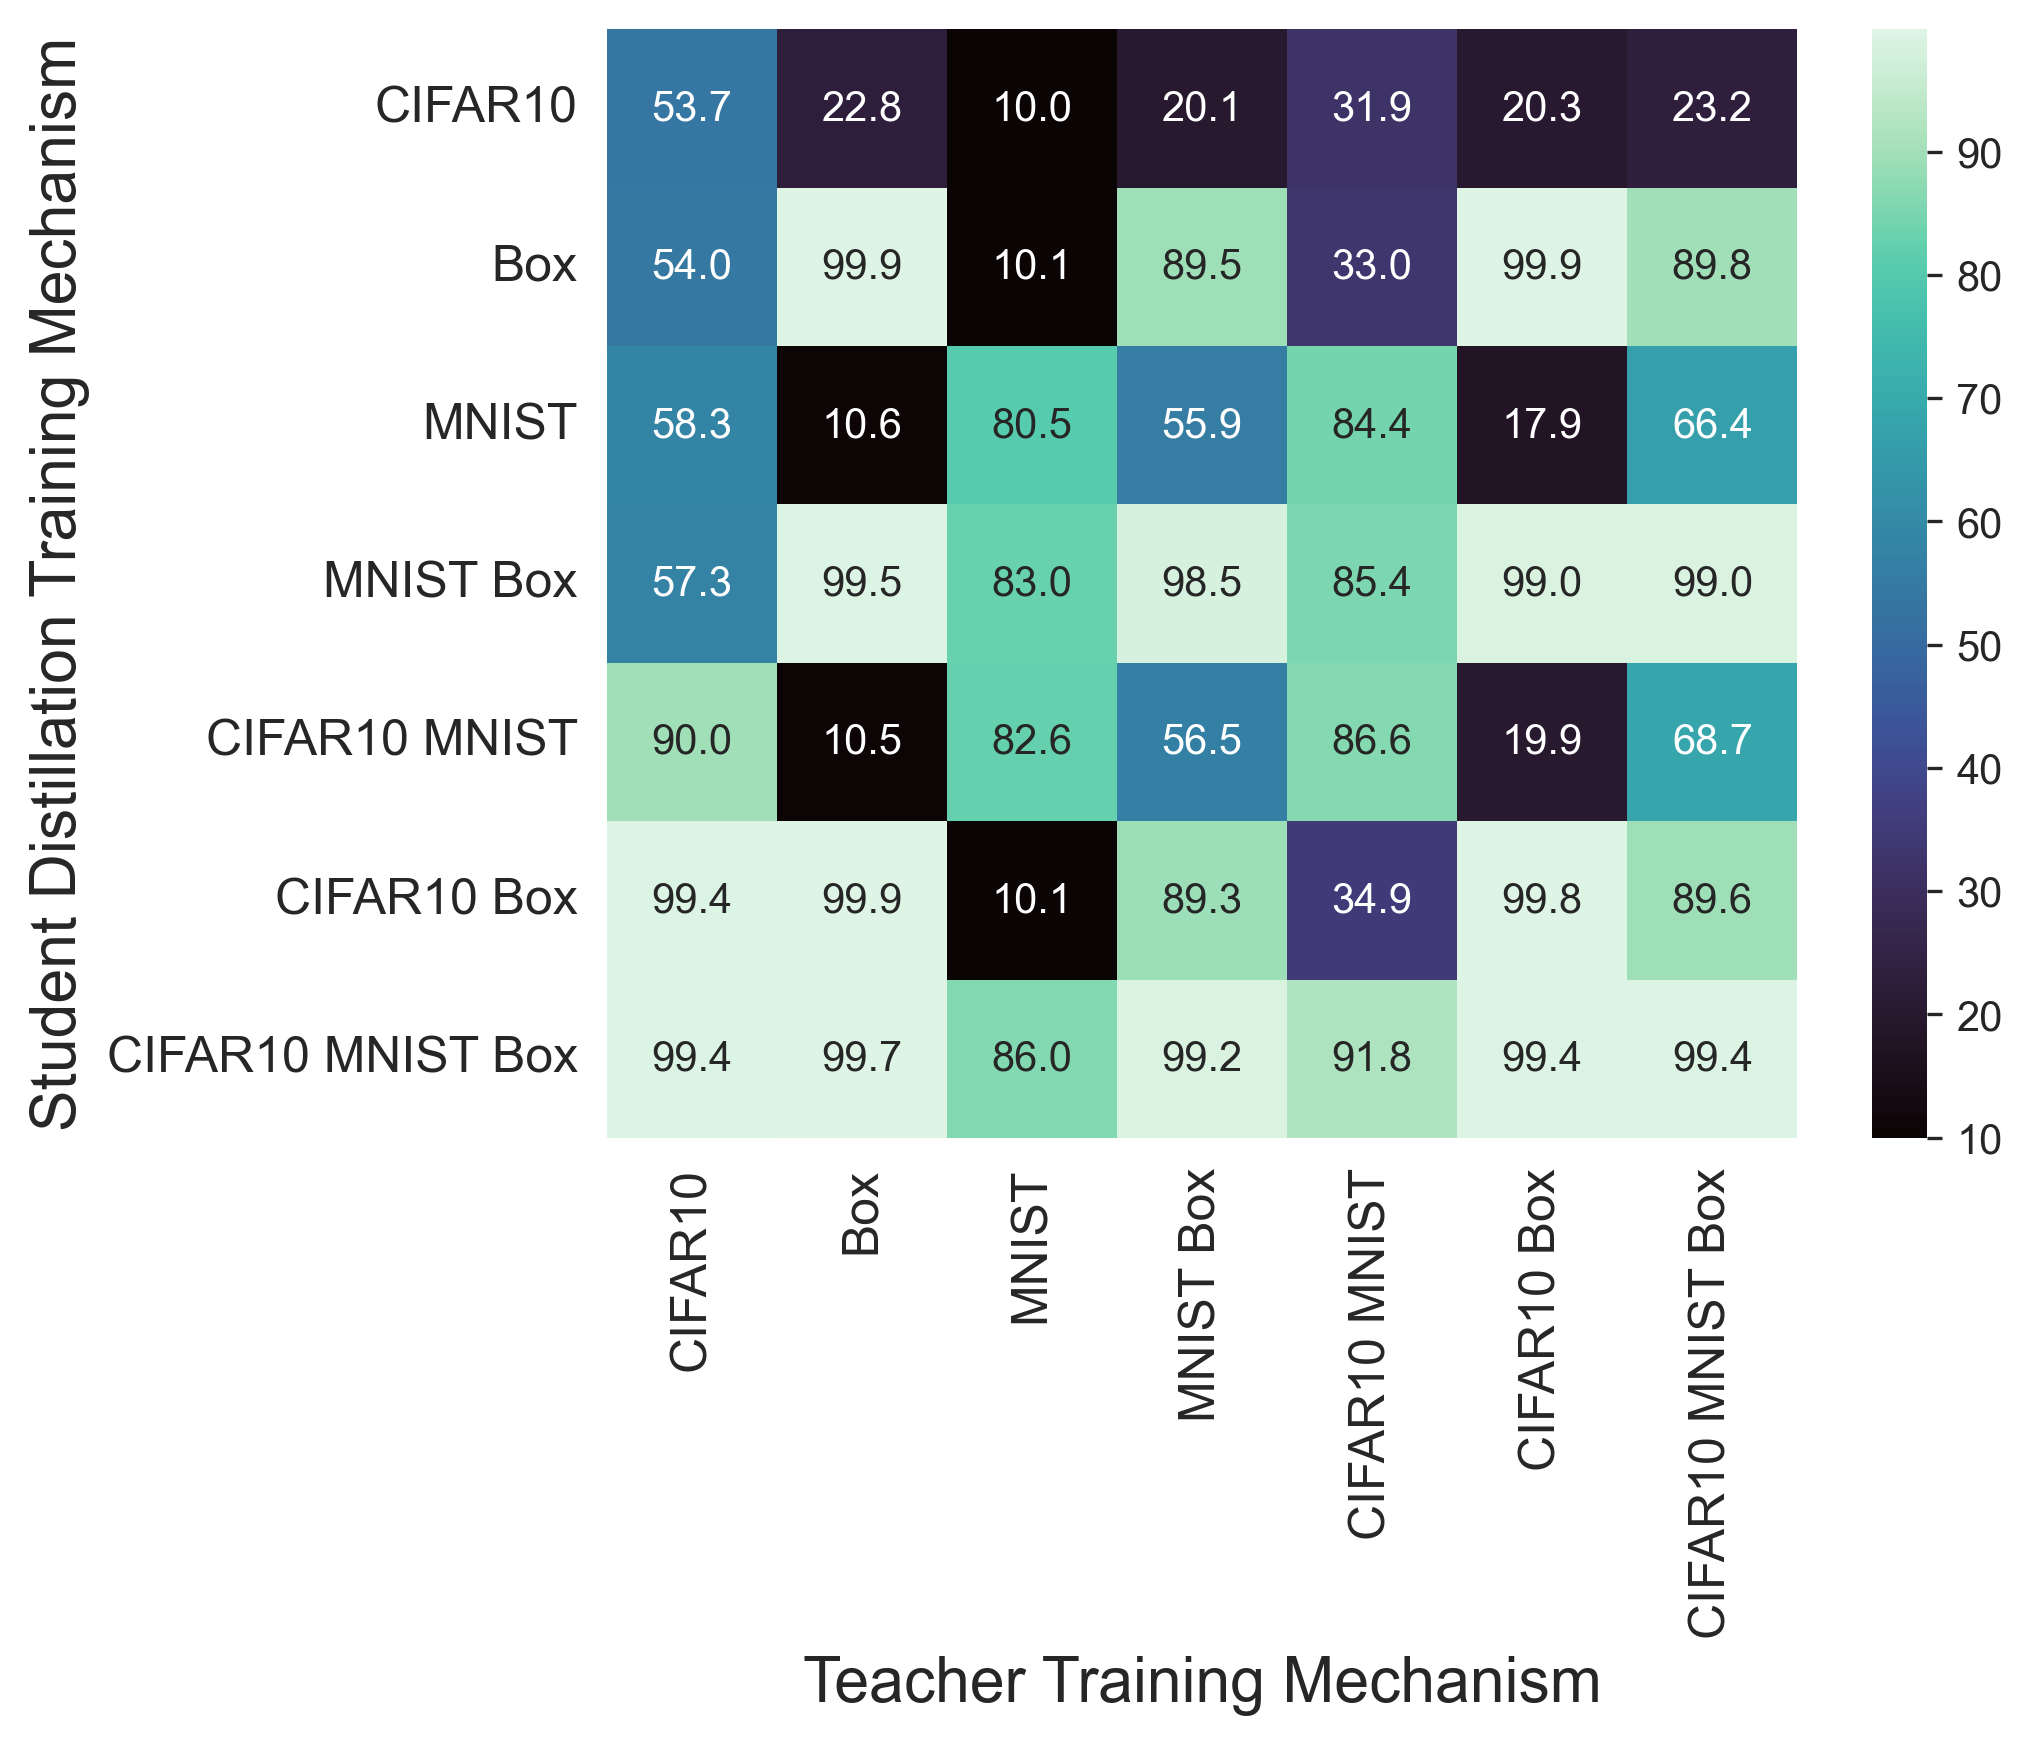 Student Distillation Training Mechanism
CIFAR10 53.7 22.8 10.0 20.1 31.9 20.3 23.2
Box 54.0 99.9 10.1 89.5 33.0 99.9 89.8
MNIST 58.3 10.6 80.5 55.9 84.4 17.9 66.4
MNIST Box 57.3 99.5 83.0 98.5 85.4 99.0 99.0
CIFAR10 MNIST 90.0 10.5 82.6 56.5 86.6 19.9 68.7
CIFAR10 Box 99.4 99.9 10.1 89.3 34.9 99.8 89.6
CIFAR10 MNIST Box 99.4 99.7 86.0 99.2 91.8 99.4 99.4
CIFAR10
Box
MNIST
MNIST Box
CIFAR10 MNIST
CIFAR10 Box
CIFAR10 MNIST Box
Teacher Training Mechanism
90
80
70
60
50
40
30
20
10